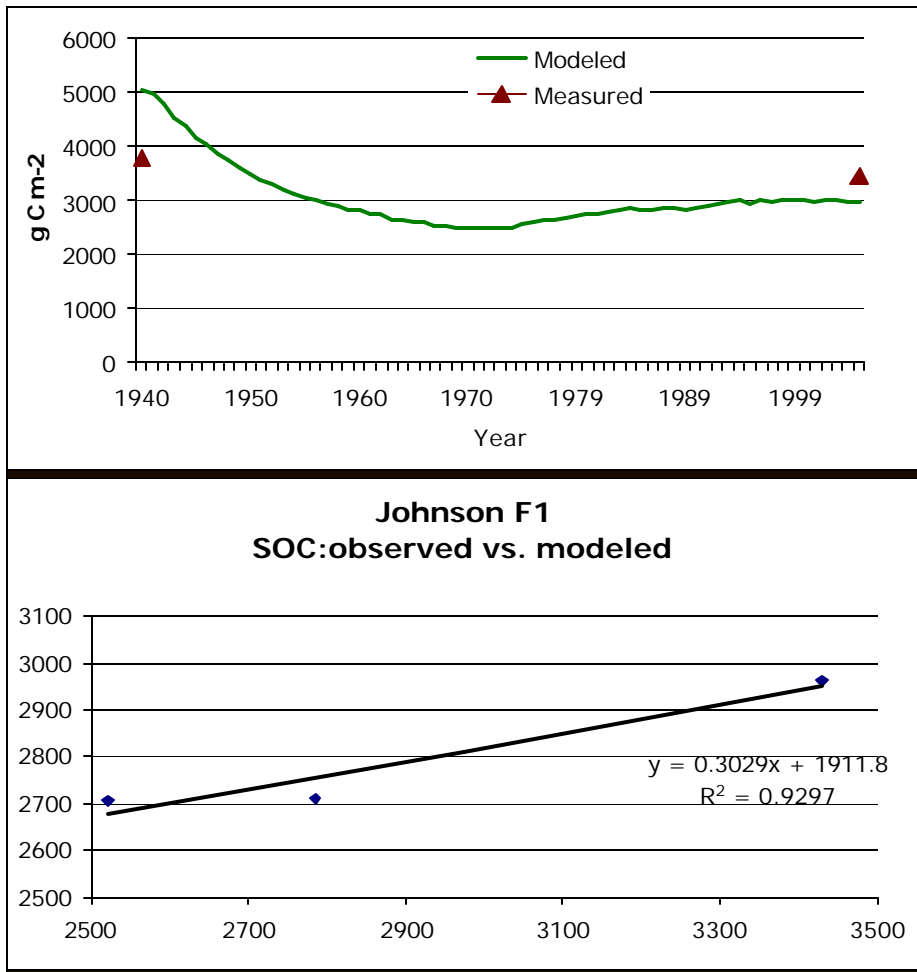 6000
5000
4000
3000
2000
1000
0
g C m-2
Modeled
Measured
1940 1950 1960 1970 1979 1989 1999
Year
Johnson F1
SOC:observed vs. modeled
3100
3000
2900
2800
2700
2600
2500
y = 0.3029x + 1911.8
R² = 0.9297
2500 2700 2900 3100 3300 3500